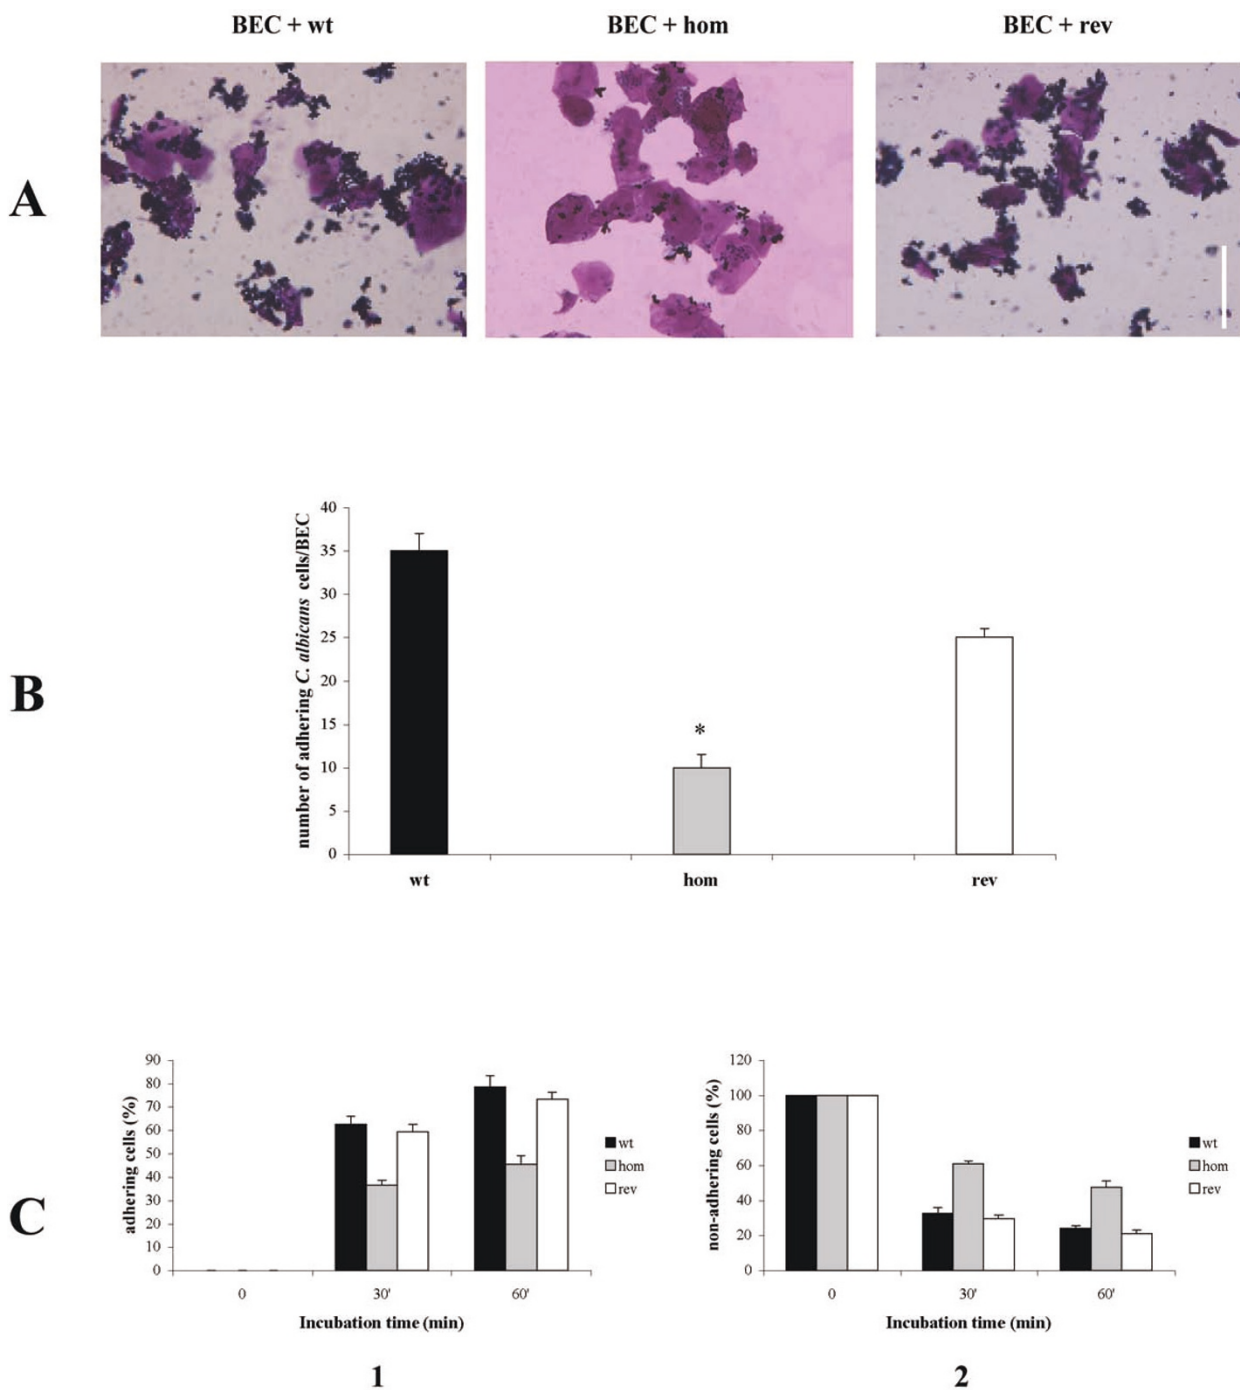 BEC + wt
BEC + hom
BEC + rev
A
B
number of adhering C. albicans cells/BEC
40
35
30
25
20
15
10
5
0
*
wt
hom
rev
C
adhering cells (%)
90
80
70
60
50
40
30
20
10
0
0
30'
60'
Incubation time (min)
wt
hom
rev
1
non-adhering cells (%)
120
100
80
60
40
20
0
0
30'
60'
Incubation time (min)
wt
hom
rev
2